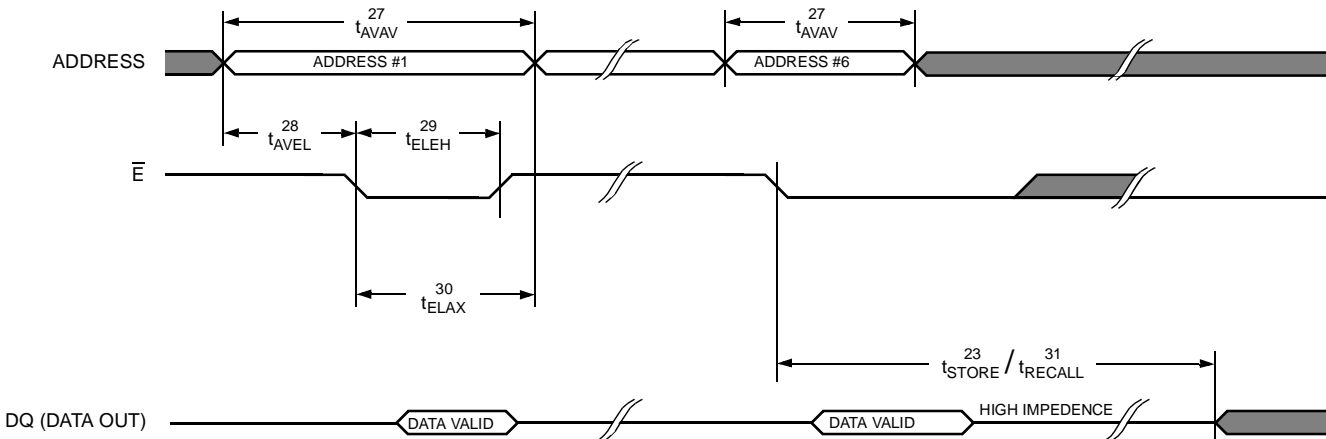 27
tAVAV
27
tAVAV
ADDRESS
ADDRESS #1
ADDRESS #6
28
tAVEL
29
tELEH
E
30
tELAX
23 31
tSTORE / tRECALL
DQ (DATA OUT)
DATA VALID
DATA VALID
HIGH IMPEDENCE